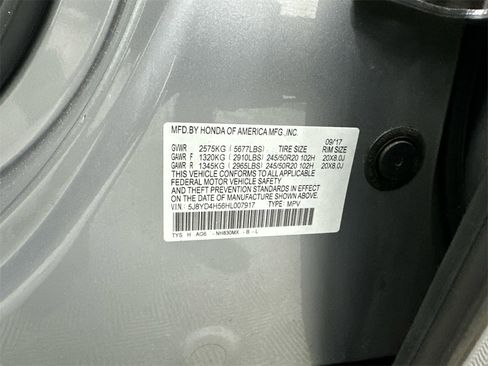 MFD.BY HONDA OF AMERICA MFG.,INC.
09/17
GVWR 2575KG ( 5677LBS) TIRE SIZE RIM SIZE
GAWR F 1320KG ( 2910LBS) 245/50R20 102H 20X8.0J
GAWR R 1345KG ( 2965LBS) 245/50R20 102H 20X8.0J
THIS VEHICLE CONFORMS TO ALL APPLICABLE
FEDERAL MOTOR VEHICLE SAFETY
AND THEFT PREVENTION STANDARDS IN EFFECT
ON THE DATE OF MANUFACTURE SHOWN ABOVE.
V.I.N.: 5J8YD4H56HL007917 TYPE: MPV
TYS H AG6 - NH830MX - B - L